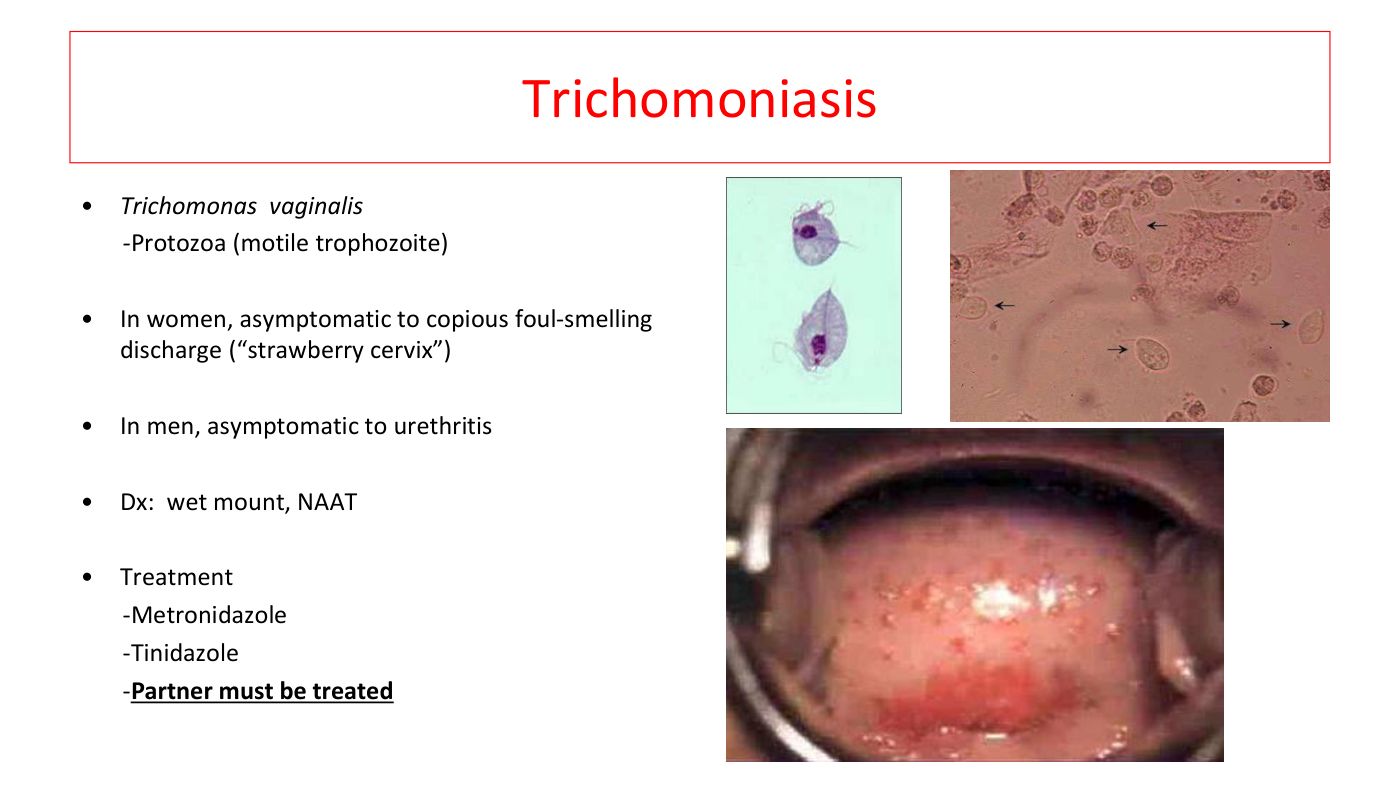 Trichomoniasis
• Trichomonas vaginalis
-Protozoa (motile trophozoite)
• In women, asymptomatic to copious foul-smelling
discharge (“strawberry cervix”)
• In men, asymptomatic to urethritis
• Dx: wet mount, NAAT
• Treatment
-Metronidazole
-Tinidazole
-Partner must be treated